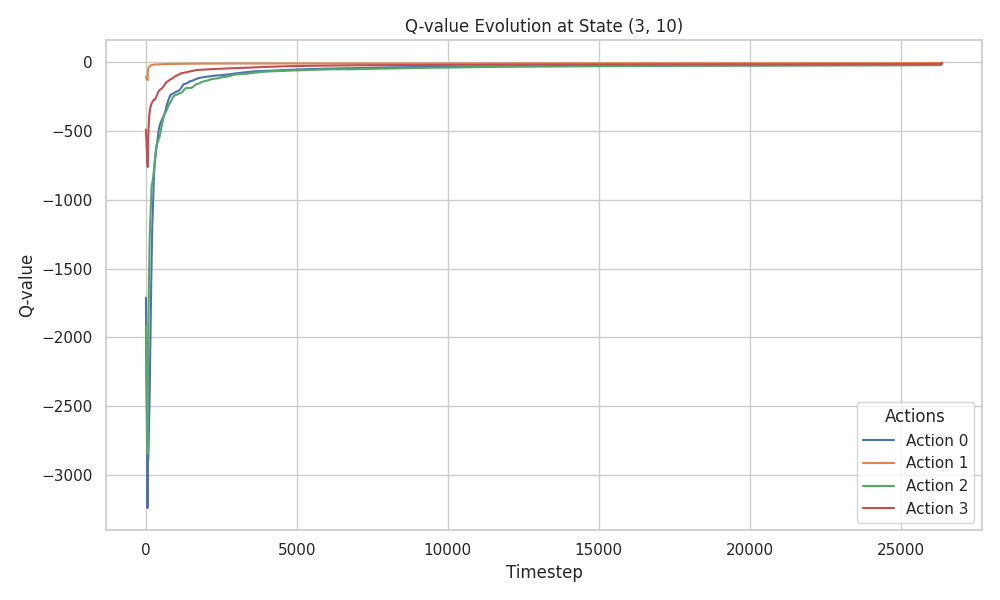 Q-value Evolution at State (3, 10)
0
−500
−1000
−1500
−2000
−2500
−3000
Q-value
Actions
Action 0
Action 1
Action 2
Action 3
0 5000 10000 15000 20000 25000
Timestep